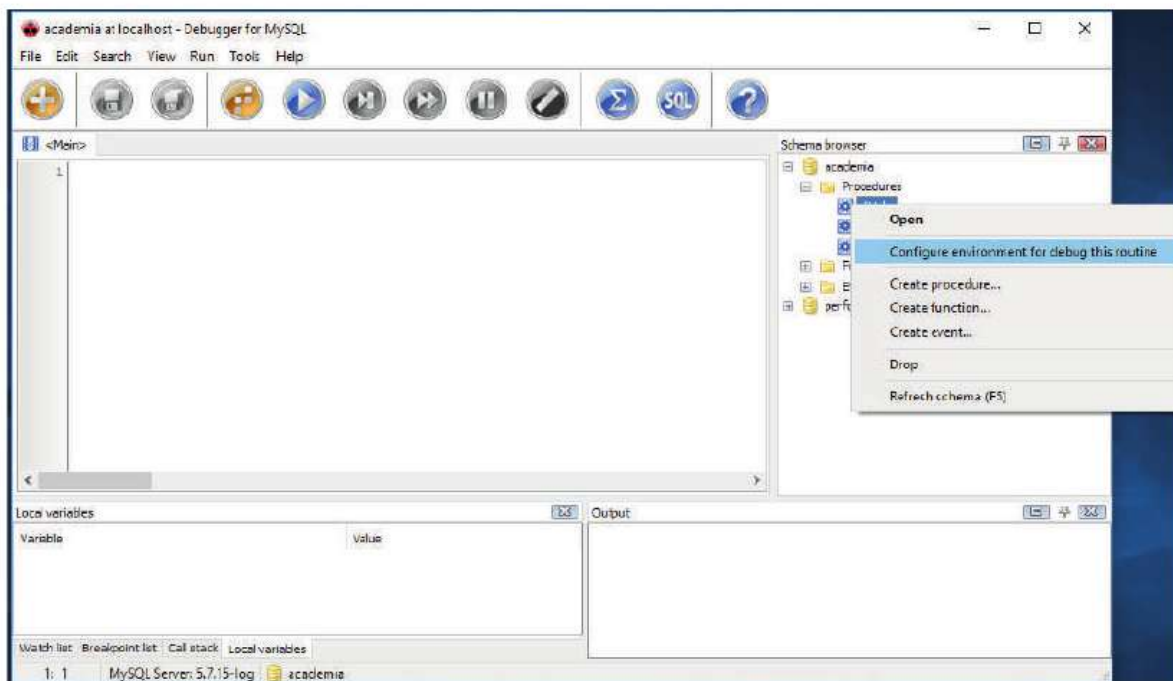 academia at localhost - Debugger for MySQL
File Edit Search View Run Tools Help
SQL
<Main>
1
Schema browser
academia
Procedures
Open
Configure environment for debug this routine
Create procedure...
Create function...
Create event...
Drop
Refresh schema (F5)
Local variables
Variable Value
Output
Watch list Breakpoint list Call stack Local variables
1: 1 MySQL Server: 5.7.15-log academia